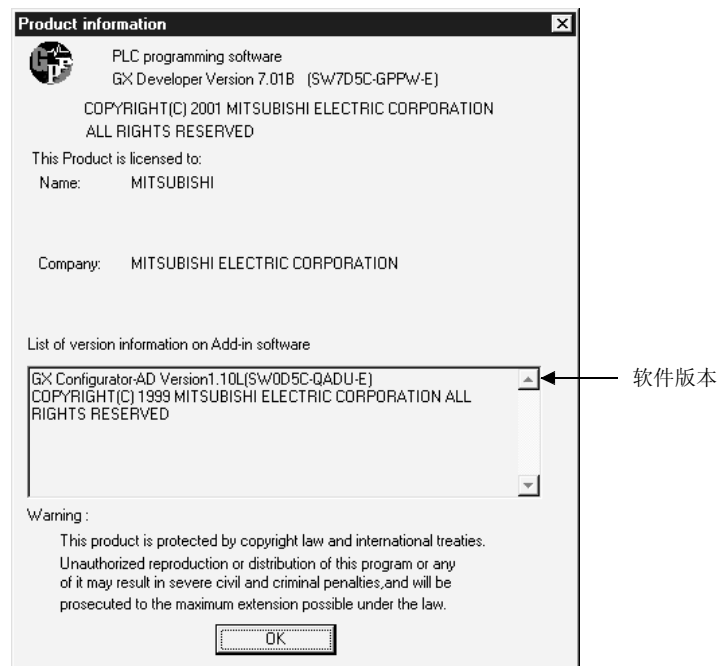 Product information
PLC programming software
GX Developer Version 7.01B (SW7D5C-GPPW-E)
COPYRIGHT(C) 2001 MITSUBISHI ELECTRIC CORPORATION
ALL RIGHTS RESERVED
This Product is licensed to:
Name: MITSUBISHI
Company: MITSUBISHI ELECTRIC CORPORATION
List of version information on Add-in software
GX Configurator-AD Version1.10L(SW0D5C-QADU-E)
COPYRIGHT(C) 1999 MITSUBISHI ELECTRIC CORPORATION ALL
RIGHTS RESERVED
软件版本
Warning :
This product is protected by copyright law and international treaties.
Unauthorized reproduction or distribution of this program or any
of it may result in severe civil and criminal penalties,and will be
prosecuted to the maximum extension possible under the law.
OK